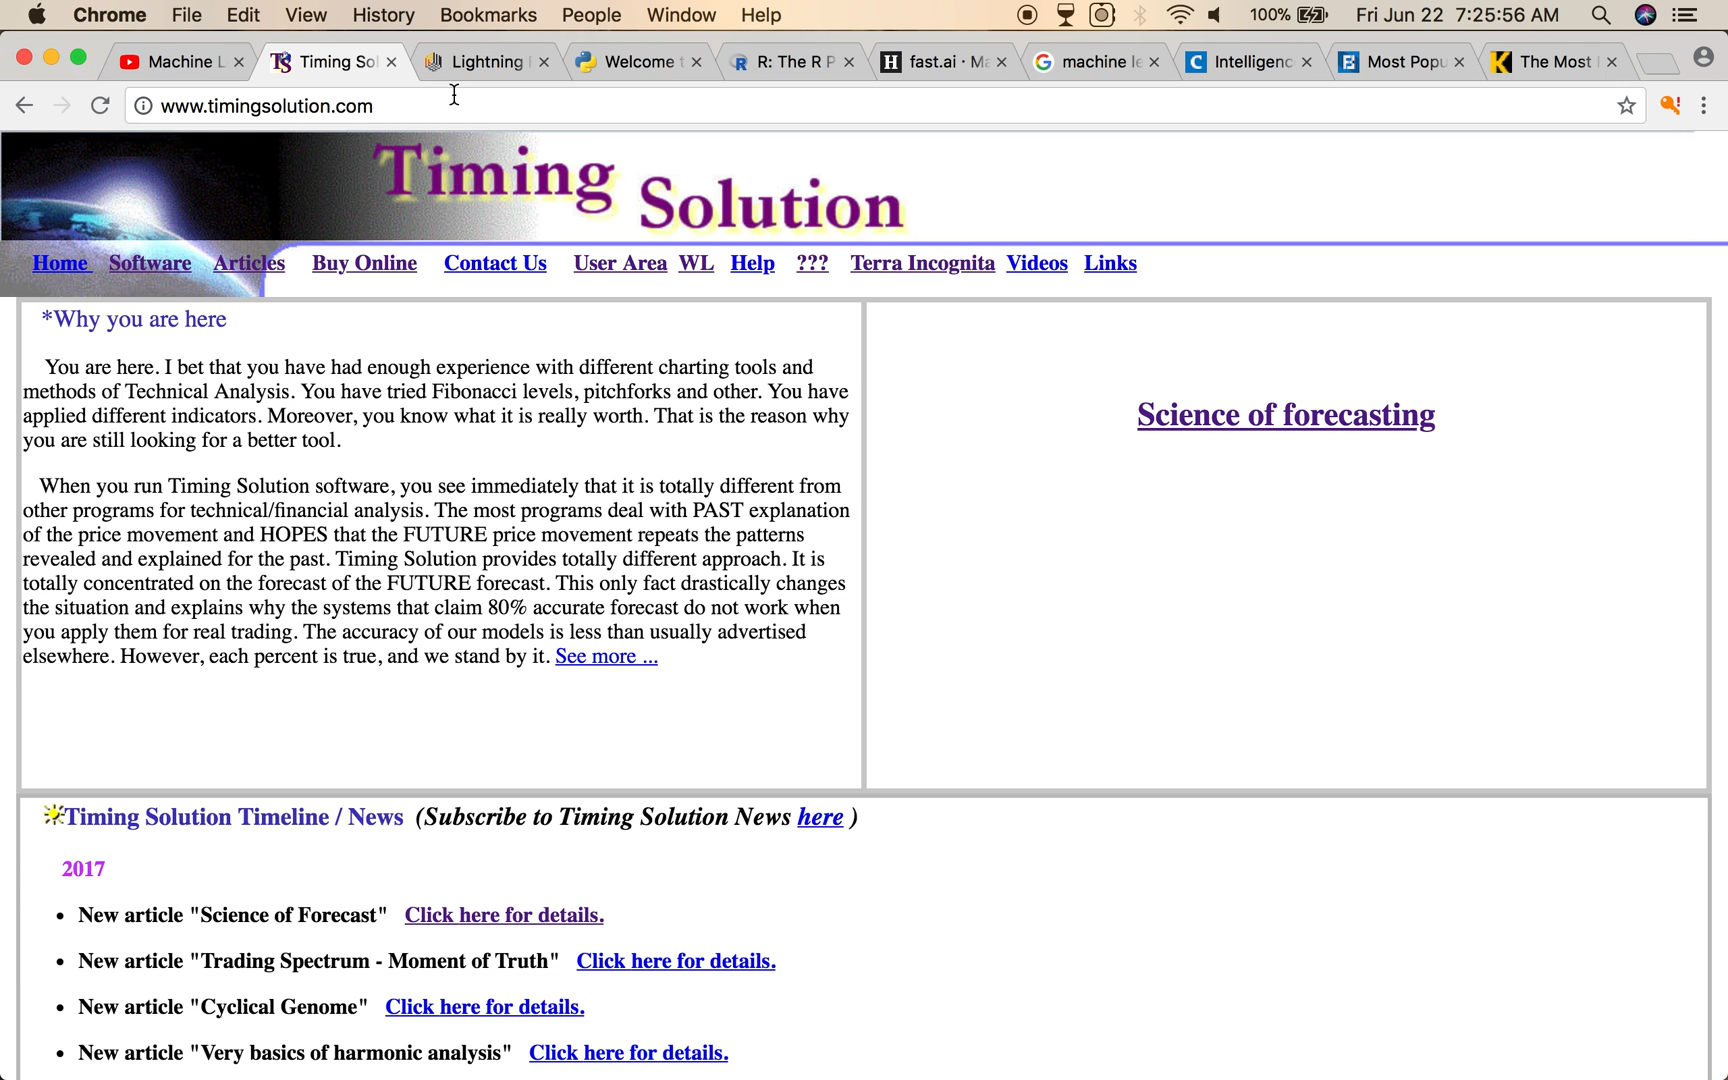 Chrome File Edit View History Bookmarks People Window Help 100% Fri Jun 22 7:25:56 AM
Machine L Timing Sol Lightning Welcome t R: The R P fast.ai · Ma machine le Intelligenc Most Popu The Most
www.timingsolution.com
Timing Solution
Home Software Articles Buy Online Contact Us User Area WL Help ??? Terra Incognita Videos Links
*Why you are here
You are here. I bet that you have had enough experience with different charting tools and
methods of Technical Analysis. You have tried Fibonacci levels, pitchforks and other. You have
applied different indicators. Moreover, you know what it is really worth. That is the reason why
you are still looking for a better tool.
When you run Timing Solution software, you see immediately that it is totally different from
other programs for technical/financial analysis. The most programs deal with PAST explanation
of the price movement and HOPES that the FUTURE price movement repeats the patterns
revealed and explained for the past. Timing Solution provides totally different approach. It is
totally concentrated on the forecast of the FUTURE forecast. This only fact drastically changes
the situation and explains why the systems that claim 80% accurate forecast do not work when
you apply them for real trading. The accuracy of our models is less than usually advertised
elsewhere. However, each percent is true, and we stand by it. See more ...
Science of forecasting
Timing Solution Timeline / News (Subscribe to Timing Solution News here )
2017
• New article "Science of Forecast" Click here for details.
• New article "Trading Spectrum - Moment of Truth" Click here for details.
• New article "Cyclical Genome" Click here for details.
• New article "Very basics of harmonic analysis" Click here for details.